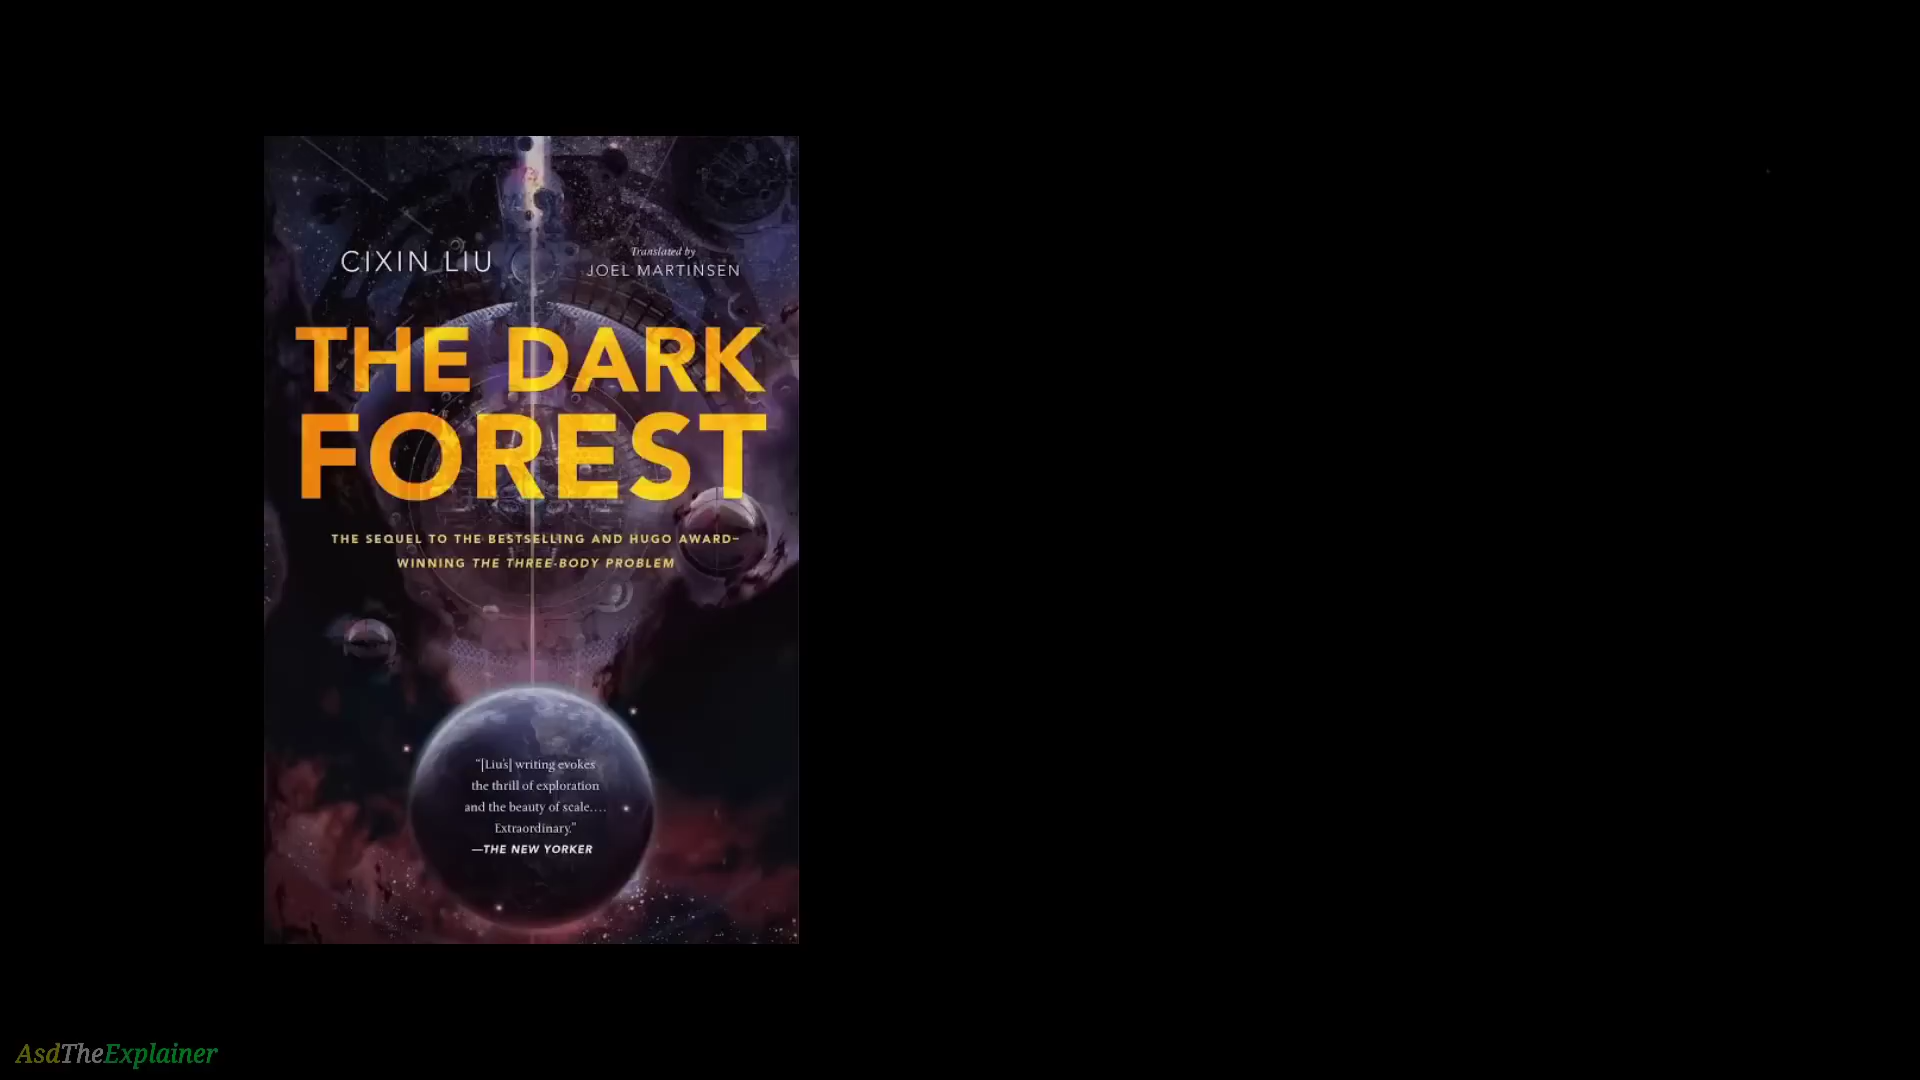 CIXIN LIU
Translated by
JOEL MARTINSEN
THE DARK
FOREST
THE SEQUEL TO THE BESTSELLING AND HUGO AWARD–
WINNING THE THREE-BODY PROBLEM
"[Liu's] writing evokes
the thrill of exploration
and the beauty of scale....
Extraordinary."
—THE NEW YORKER
AsdTheExplainer